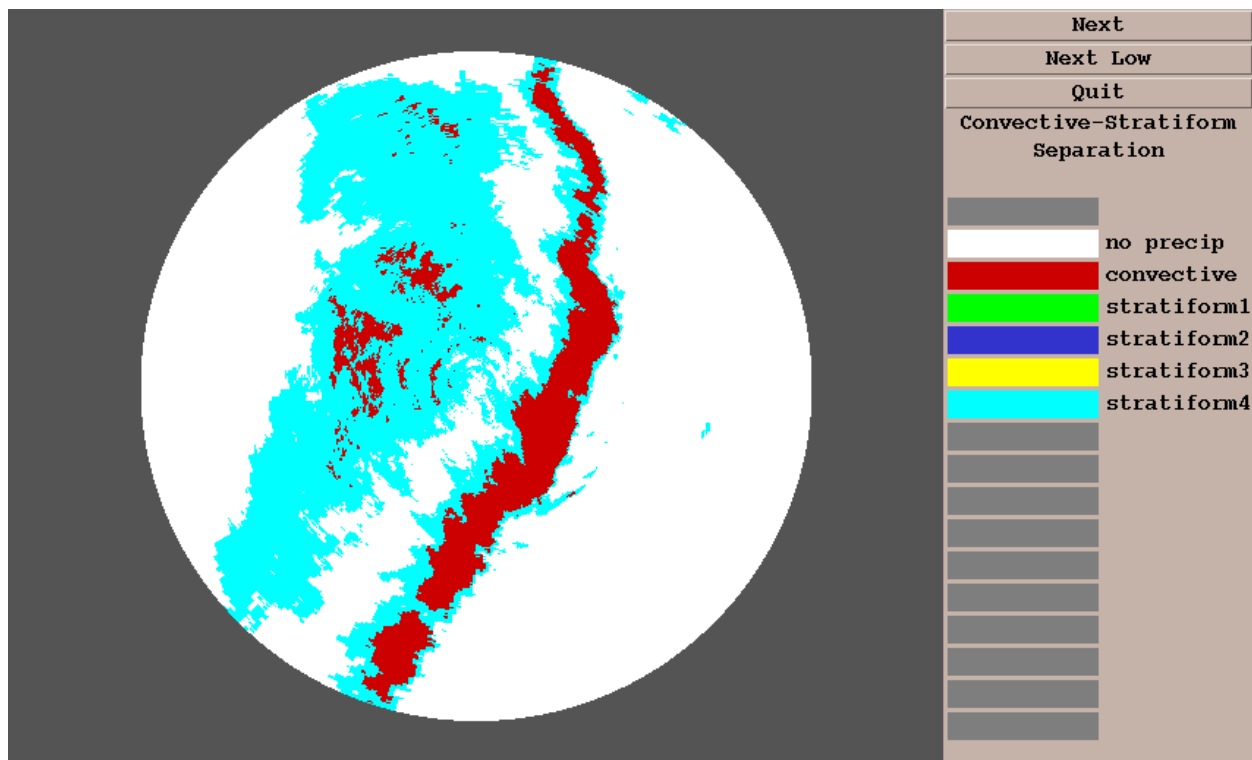 Next
Next Low
Quit
Convective-Stratiform
Separation
no precip
convective
stratiform1
stratiform2
stratiform3
stratiform4